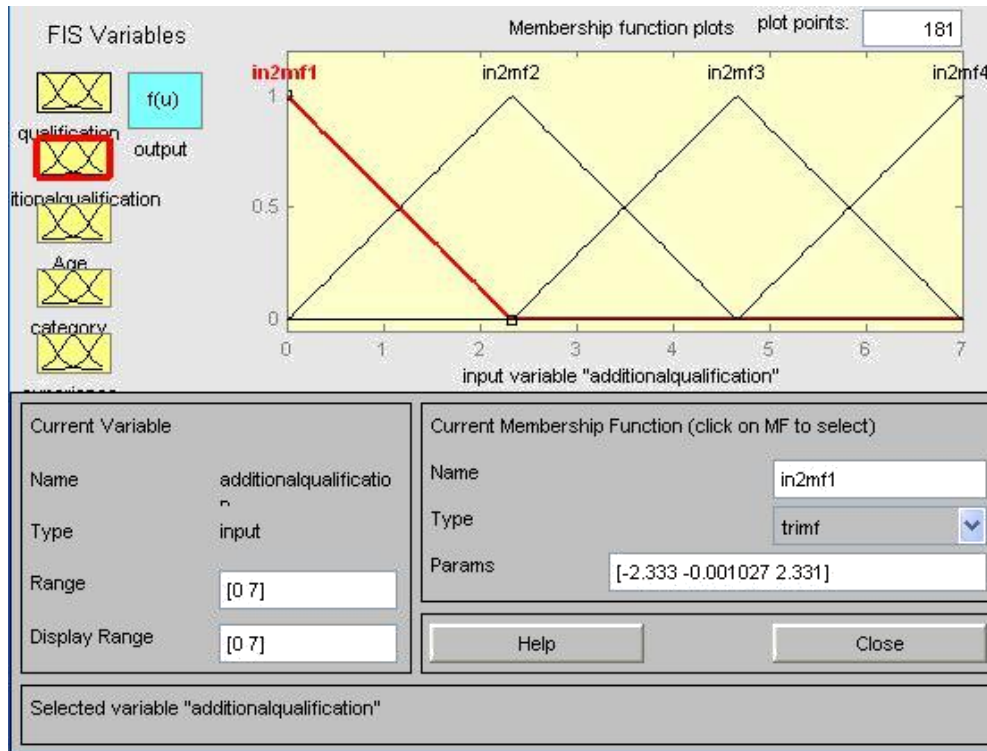 FIS Variables
Membership function plots
plot points:
181
f(u)
qualification
output
itionalqualification
Age
category
in2mf1
in2mf2
in2mf3
in2mf4
1
0.5
0
0
1
2
3
4
5
6
7
input variable "additionalqualification"
Current Variable
Name
additionalqualificatio
n
Type
input
Range
[0 7]
Display Range
[0 7]
Current Membership Function (click on MF to select)
Name
in2mf1
Type
trimf
Params
[-2.333 -0.001027 2.331]
Help
Close
Selected variable "additionalqualification"